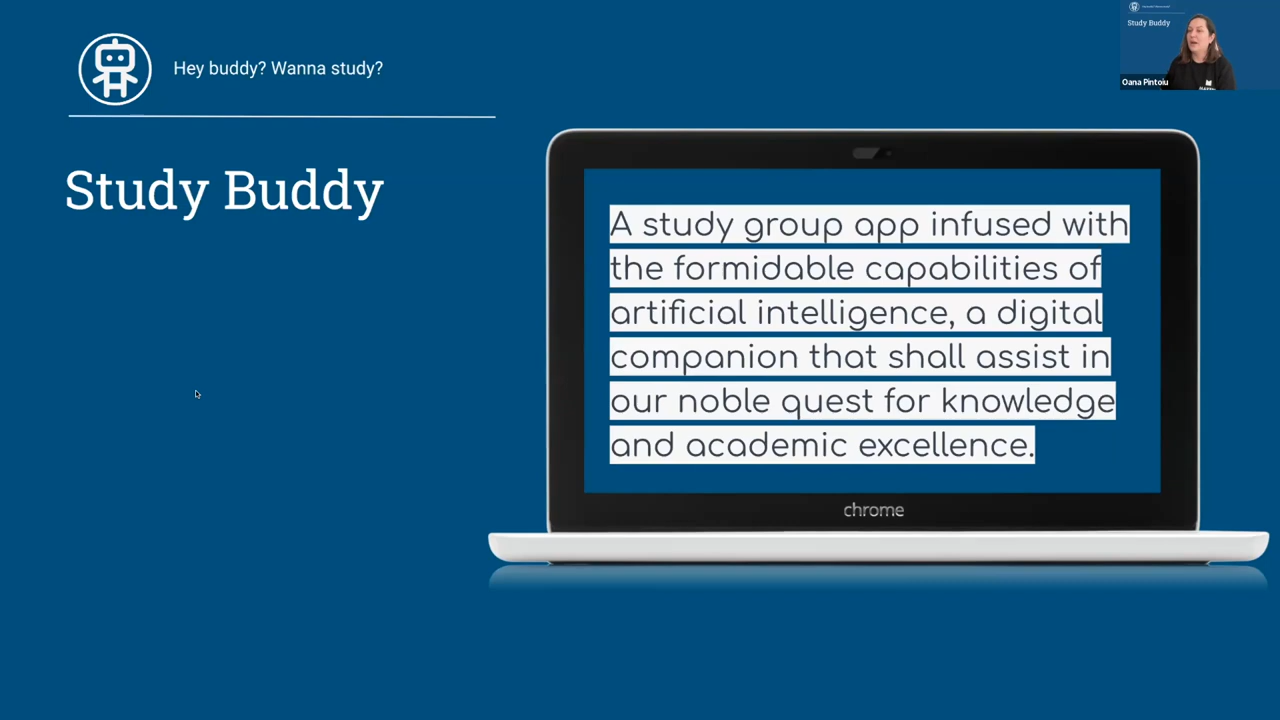 Hey buddy? Wanna study?
Study Buddy
A study group app infused with
the formidable capabilities of
artificial intelligence, a digital
companion that shall assist in
our noble quest for knowledge
and academic excellence.
chrome
Study Buddy
Oana Pintoiu